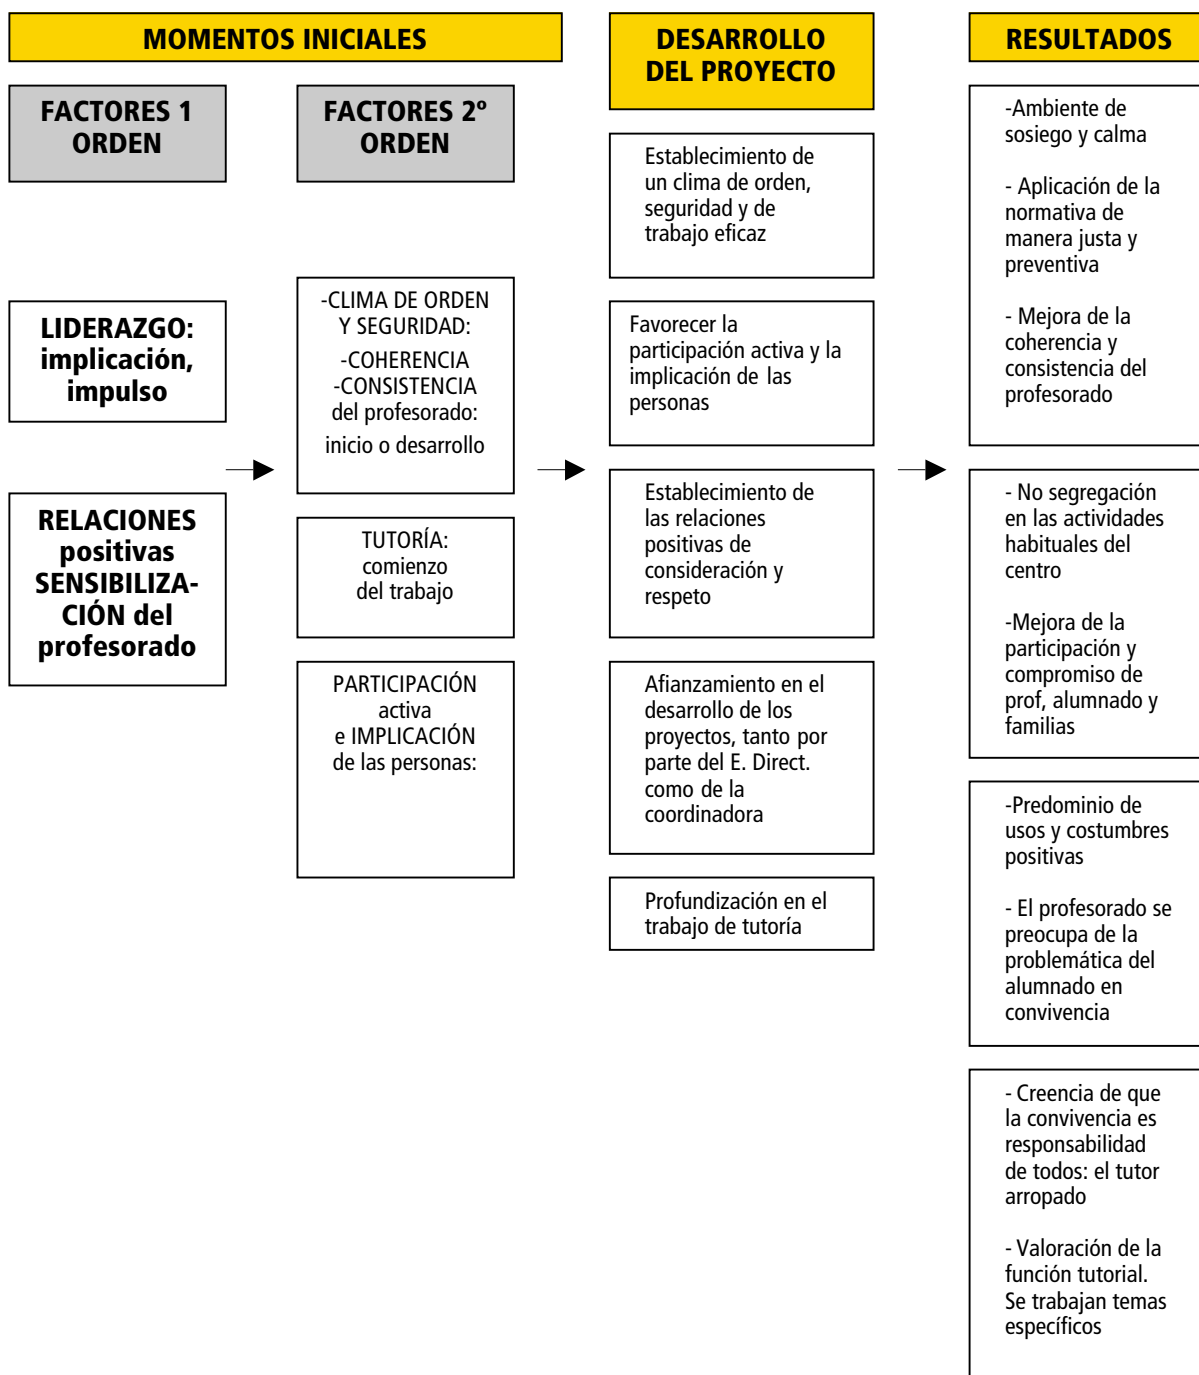 MOMENTOS INICIALES
FACTORES 1
ORDEN
LIDERAZGO:
implicación,
impulso
RELACIONES
positivas
SENSIBILIZA-
CIÓN del
profesorado
FACTORES 2º
ORDEN
-CLIMA DE ORDEN
Y SEGURIDAD:
-COHERENCIA
-CONSISTENCIA
del profesorado:
inicio o desarrollo
TUTORÍA:
comienzo
del trabajo
PARTICIPACIÓN
activa
e IMPLICACIÓN
de las personas:
DESARROLLO
DEL PROYECTO
Establecimiento de
un clima de orden,
seguridad y de
trabajo eficaz
Favorecer la
participación activa y la
implicación de las
personas
Establecimiento de
las relaciones
positivas de
consideración y
respeto
Afianzamiento en el
desarrollo de los
proyectos, tanto por
parte del E. Direct.
como de la
coordinadora
Profundización en el
trabajo de tutoría
RESULTADOS
-Ambiente de
sosiego y calma
- Aplicación de la
normativa de
manera justa y
preventiva
- Mejora de la
coherencia y
consistencia del
profesorado
- No segregación
en las actividades
habituales del
centro
-Mejora de la
participación y
compromiso de
prof, alumnado y
familias
-Predominio de
usos y costumbres
positivas
- El profesorado se
preocupa de la
problemática del
alumnado en
convivencia
- Creencia de que
la convivencia es
responsabilidad
de todos: el tutor
arropado
- Valoración de la
función tutorial.
Se trabajan temas
específicos